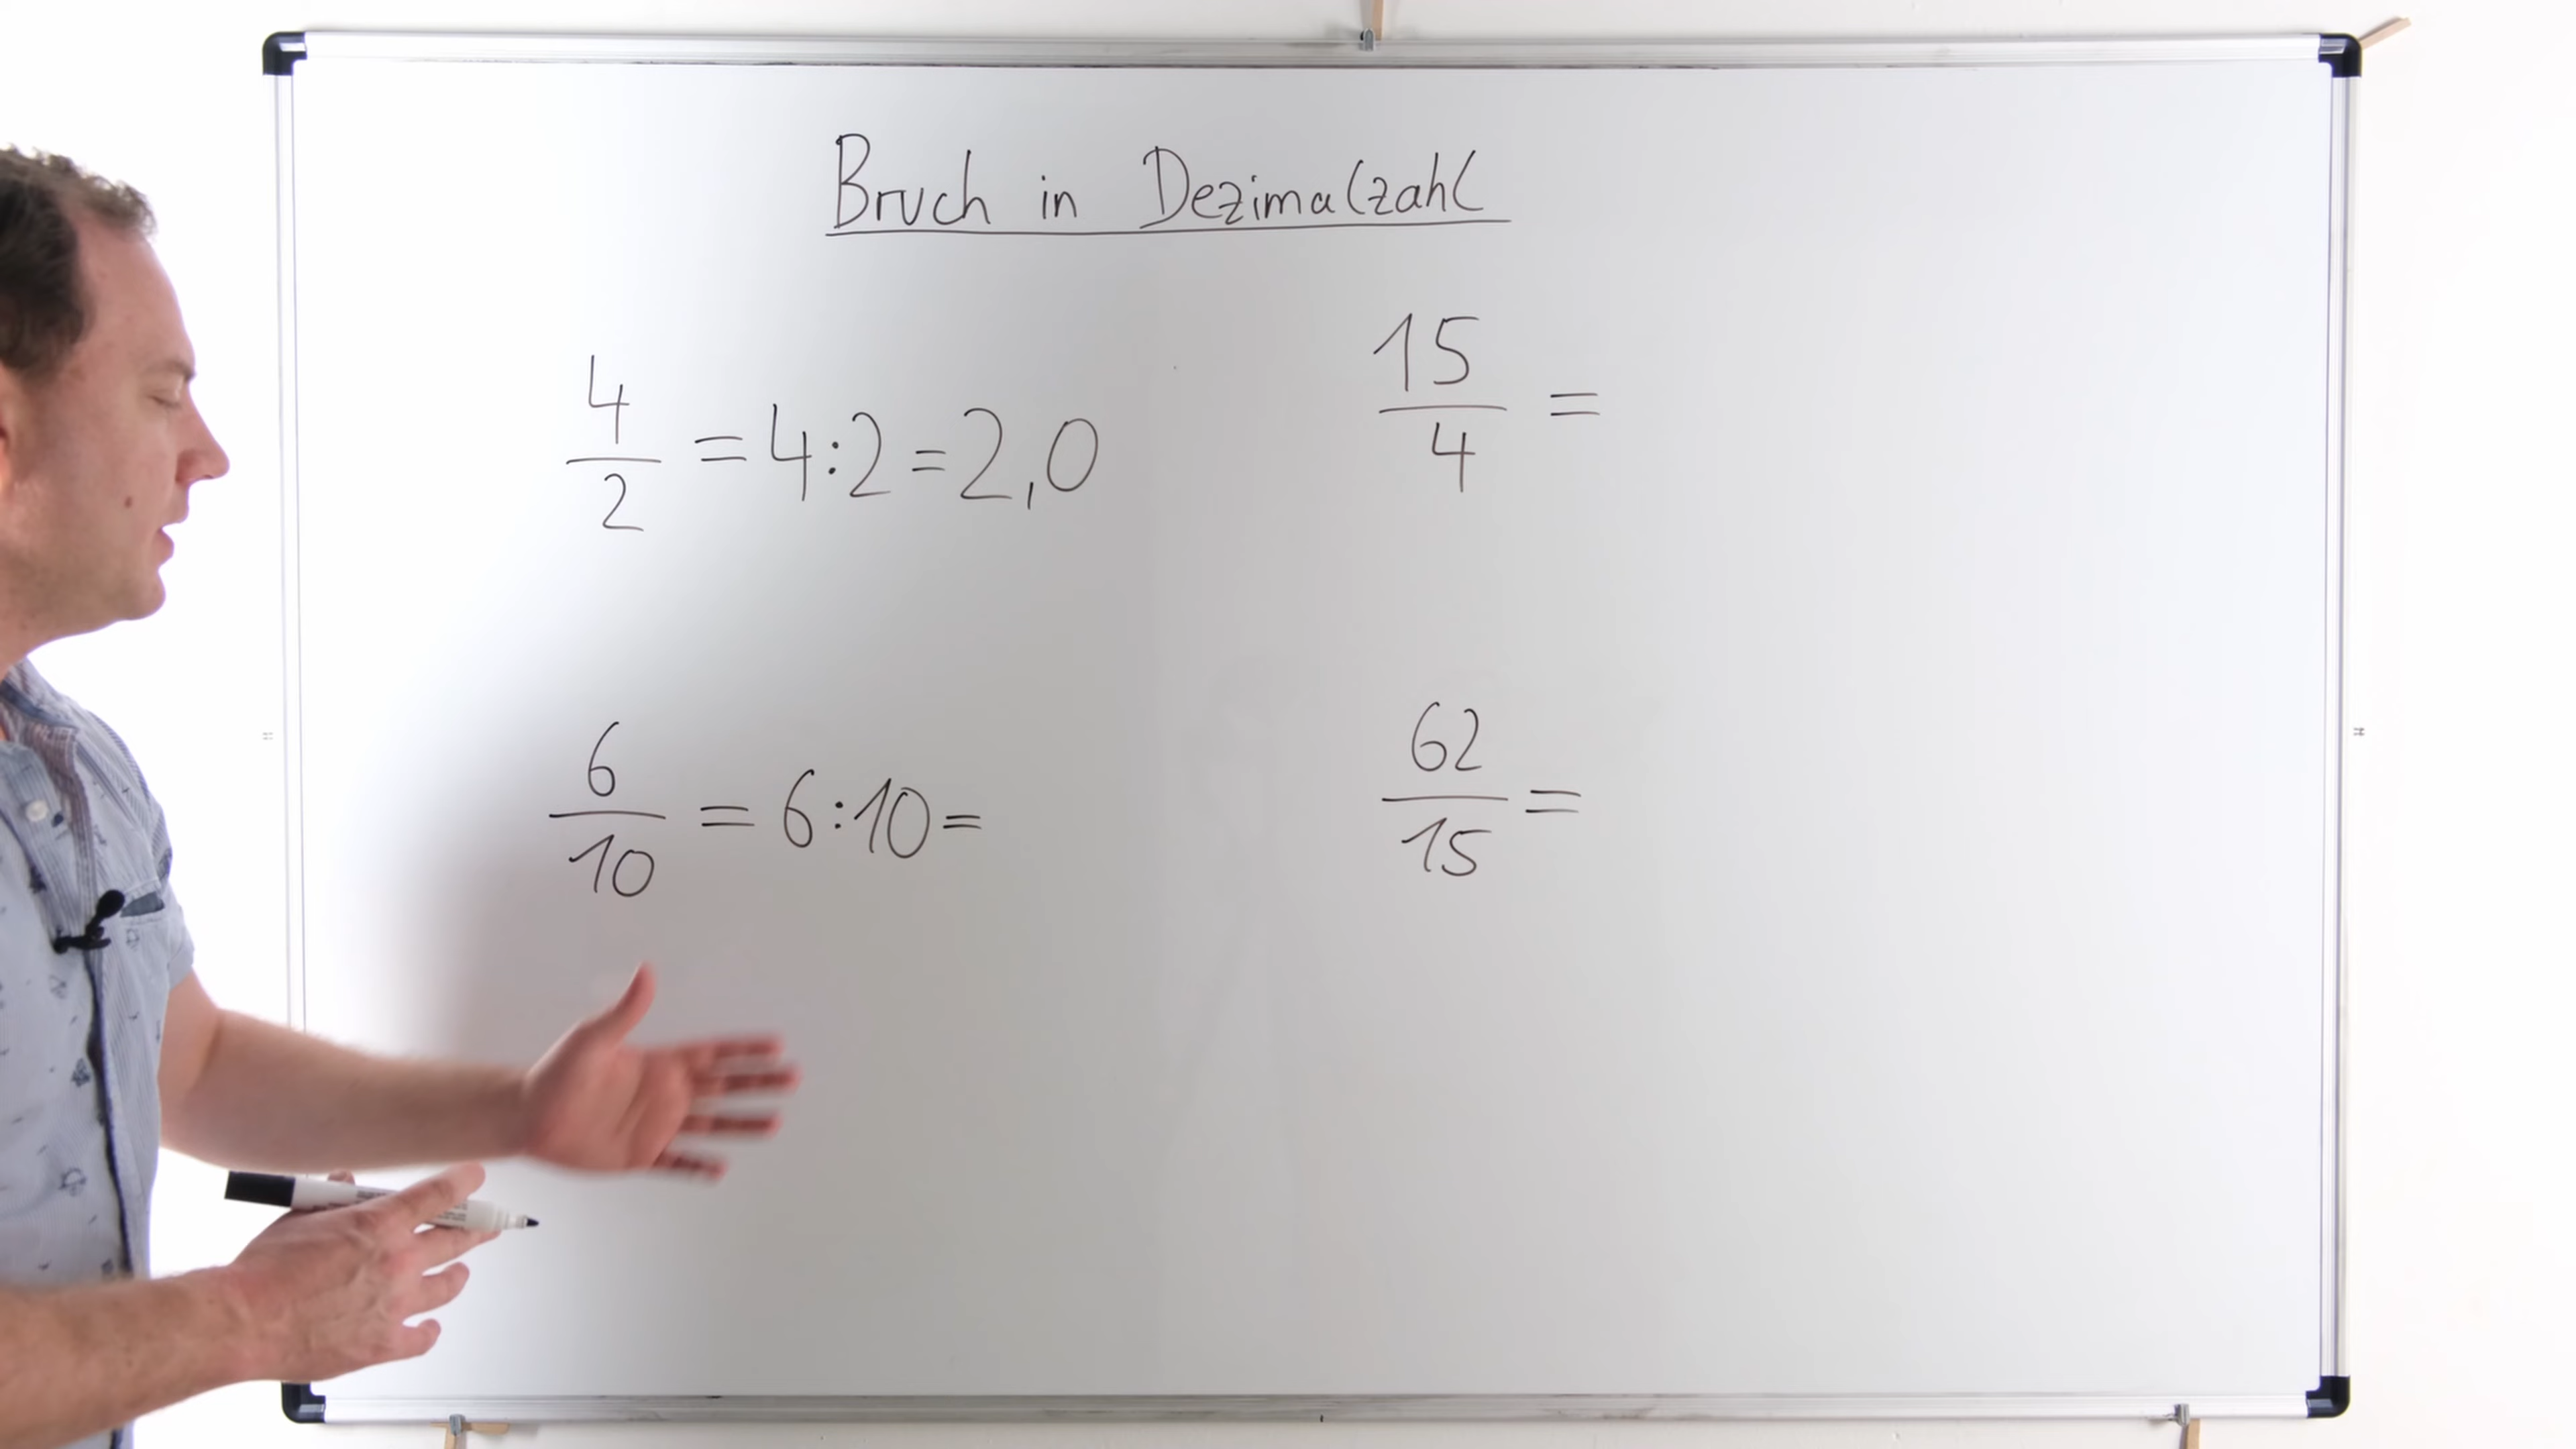 Bruch in Dezimalzahl
4/2 = 4:2 = 2,0
15/4 =
6/10 = 6:10 =
62/15 =